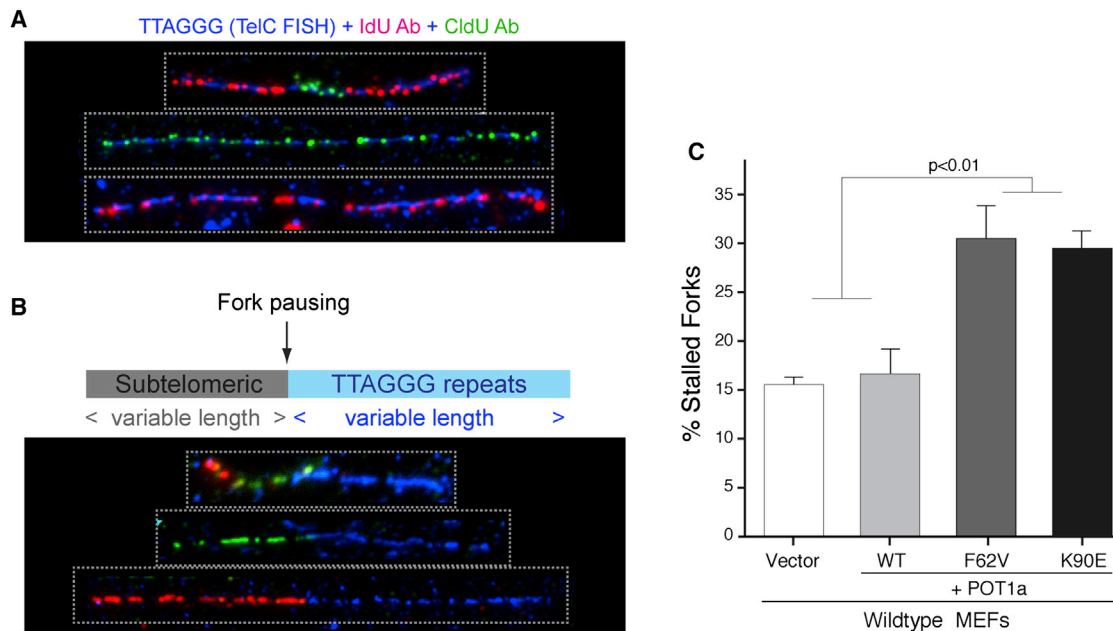 A
TTAGGG (TelC FISH) + IdU Ab + CldU Ab
B
Fork pausing
Subtelomeric
TTAGGG repeats
< variable length >
< variable length >
C
p<0.01
% Stalled Forks
35
30
25
20
15
10
5
0
Vector
WT
F62V
K90E
+ POT1a
Wildtype MEFs